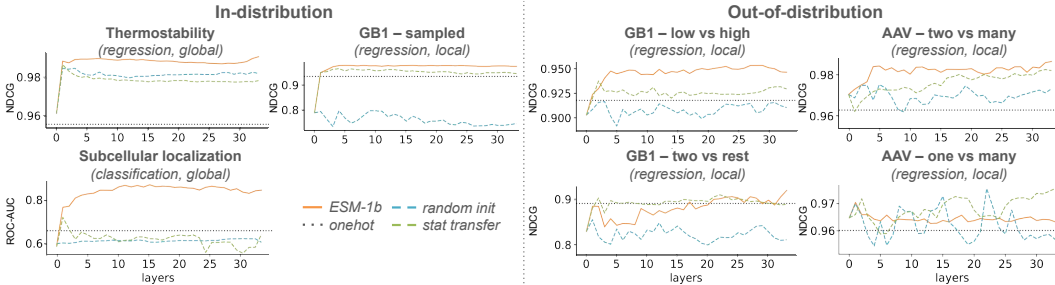 In-distribution
Out-of-distribution
Thermostability
(regression, global)
NDCG
0.98
0.96
0 5 10 15 20 25 30
GB1 – sampled
(regression, local)
NDCG
0.9
0.8
0 5 10 15 20 25 30
GB1 – low vs high
(regression, local)
NDCG
0.950
0.925
0.900
0 5 10 15 20 25 30
AAV – two vs many
(regression, local)
NDCG
0.98
0.96
0 5 10 15 20 25 30
Subcellular localization
(classification, global)
ROC-AUC
0.8
0.6
0 5 10 15 20 25 30
layers
ESM-1b
random init
onehot
stat transfer
GB1 – two vs rest
(regression, local)
NDCG
0.9
0.8
0 5 10 15 20 25 30
layers
AAV – one vs many
(regression, local)
NDCG
0.97
0.96
0 5 10 15 20 25 30
layers